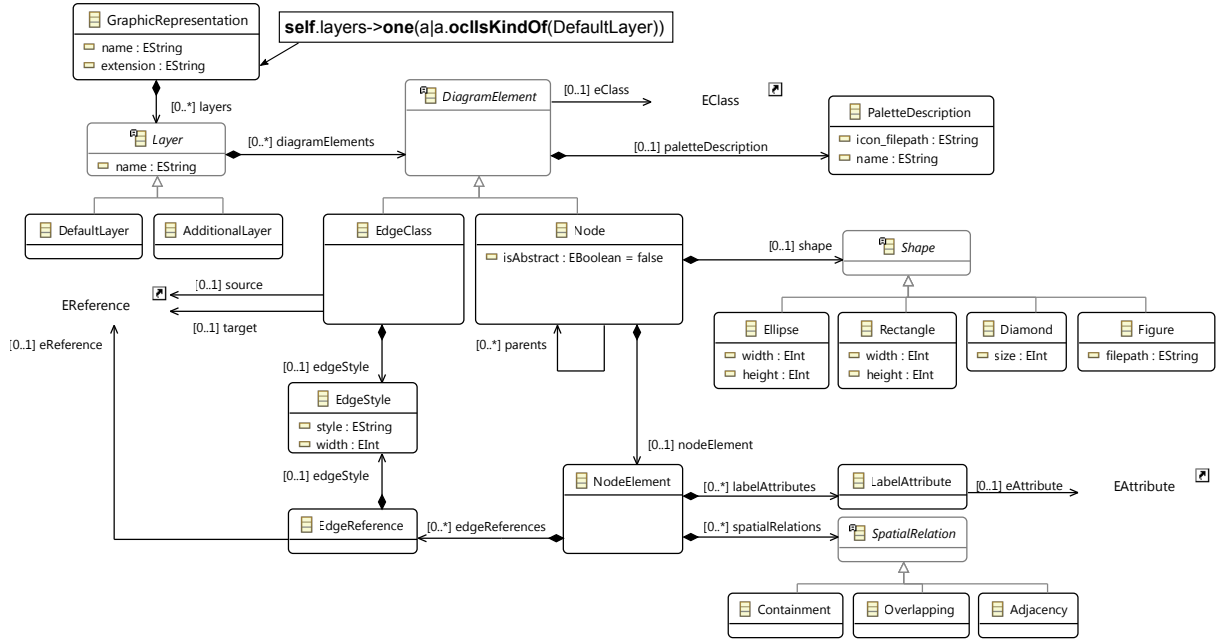 GraphicRepresentation
name : EString
extension : EString
self.layers->one(a|a.oclIsKindOf(DefaultLayer))
[0..*] layers
Layer
name : EString
[0..*] diagramElements
DiagramElement
[0..1] eClass
EClass
[0..1] paletteDescription
PaletteDescription
icon_filepath : EString
name : EString
DefaultLayer
AdditionalLayer
EdgeClass
Node
isAbstract : EBoolean = false
[0..1] shape
Shape
[0..1] source
EReference
[0..1] target
[0..1] eReference
[0..*] parents
Ellipse
width : EInt
height : EInt
Rectangle
width : EInt
height : EInt
Diamond
size : EInt
Figure
filepath : EString
[0..1] edgeStyle
EdgeStyle
style : EString
width : EInt
[0..1] nodeElement
[0..1] edgeStyle
NodeElement
[0..*] labelAttributes
LabelAttribute
[0..1] eAttribute
EAttribute
EdgeReference
[0..*] edgeReferences
[0..*] spatialRelations
SpatialRelation
Containment
Overlapping
Adjacency